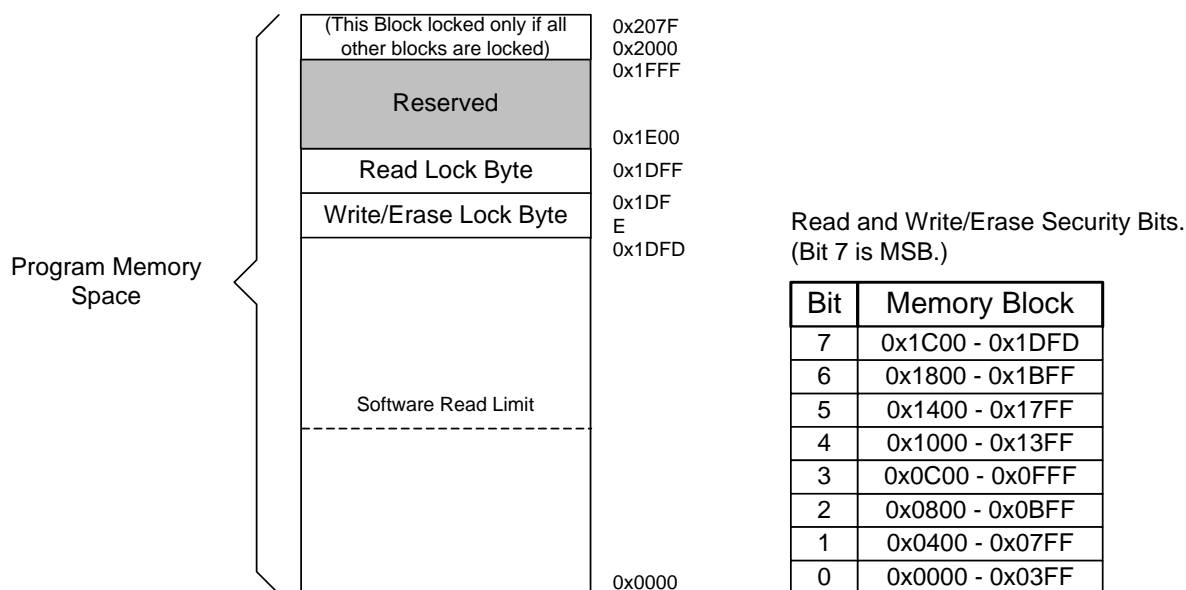 (This Block locked only if all
other blocks are locked)
0x207F
0x2000
0x1FFF
Reserved
0x1E00
Read Lock Byte
0x1DFF
Write/Erase Lock Byte
0x1DF
E
0x1DFD
Program Memory
Space
Software Read Limit
0x0000
Read and Write/Erase Security Bits.
(Bit 7 is MSB.)
Bit Memory Block
7 0x1C00 - 0x1DFD
6 0x1800 - 0x1BFF
5 0x1400 - 0x17FF
4 0x1000 - 0x13FF
3 0x0C00 - 0x0FFF
2 0x0800 - 0x0BFF
1 0x0400 - 0x07FF
0 0x0000 - 0x03FF